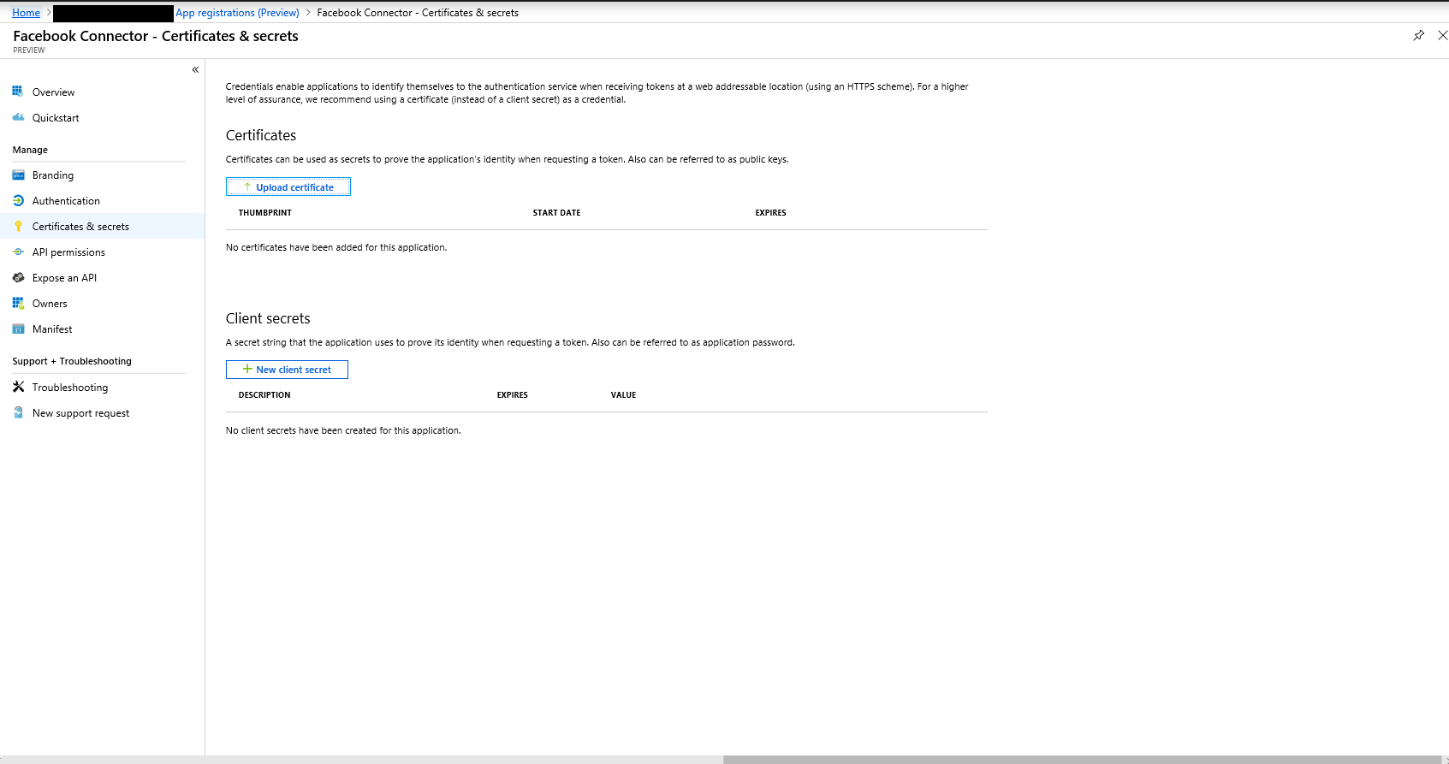 Home > App registrations (Preview) > Facebook Connector - Certificates & secrets
Facebook Connector - Certificates & secrets
PREVIEW
«
Overview
Quickstart
Manage
Branding
Authentication
Certificates & secrets
API permissions
Expose an API
Owners
Manifest
Support + Troubleshooting
Troubleshooting
New support request
Credentials enable applications to identify themselves to the authentication service when receiving tokens at a web addressable location (using an HTTPS scheme). For a higher
level of assurance, we recommend using a certificate (instead of a client secret) as a credential.
Certificates
Certificates can be used as secrets to prove the application's identity when requesting a token. Also can be referred to as public keys.
Upload certificate
THUMBPRINT START DATE EXPIRES
No certificates have been added for this application.
Client secrets
A secret string that the application uses to prove its identity when requesting a token. Also can be referred to as application password.
New client secret
DESCRIPTION EXPIRES VALUE
No client secrets have been created for this application.